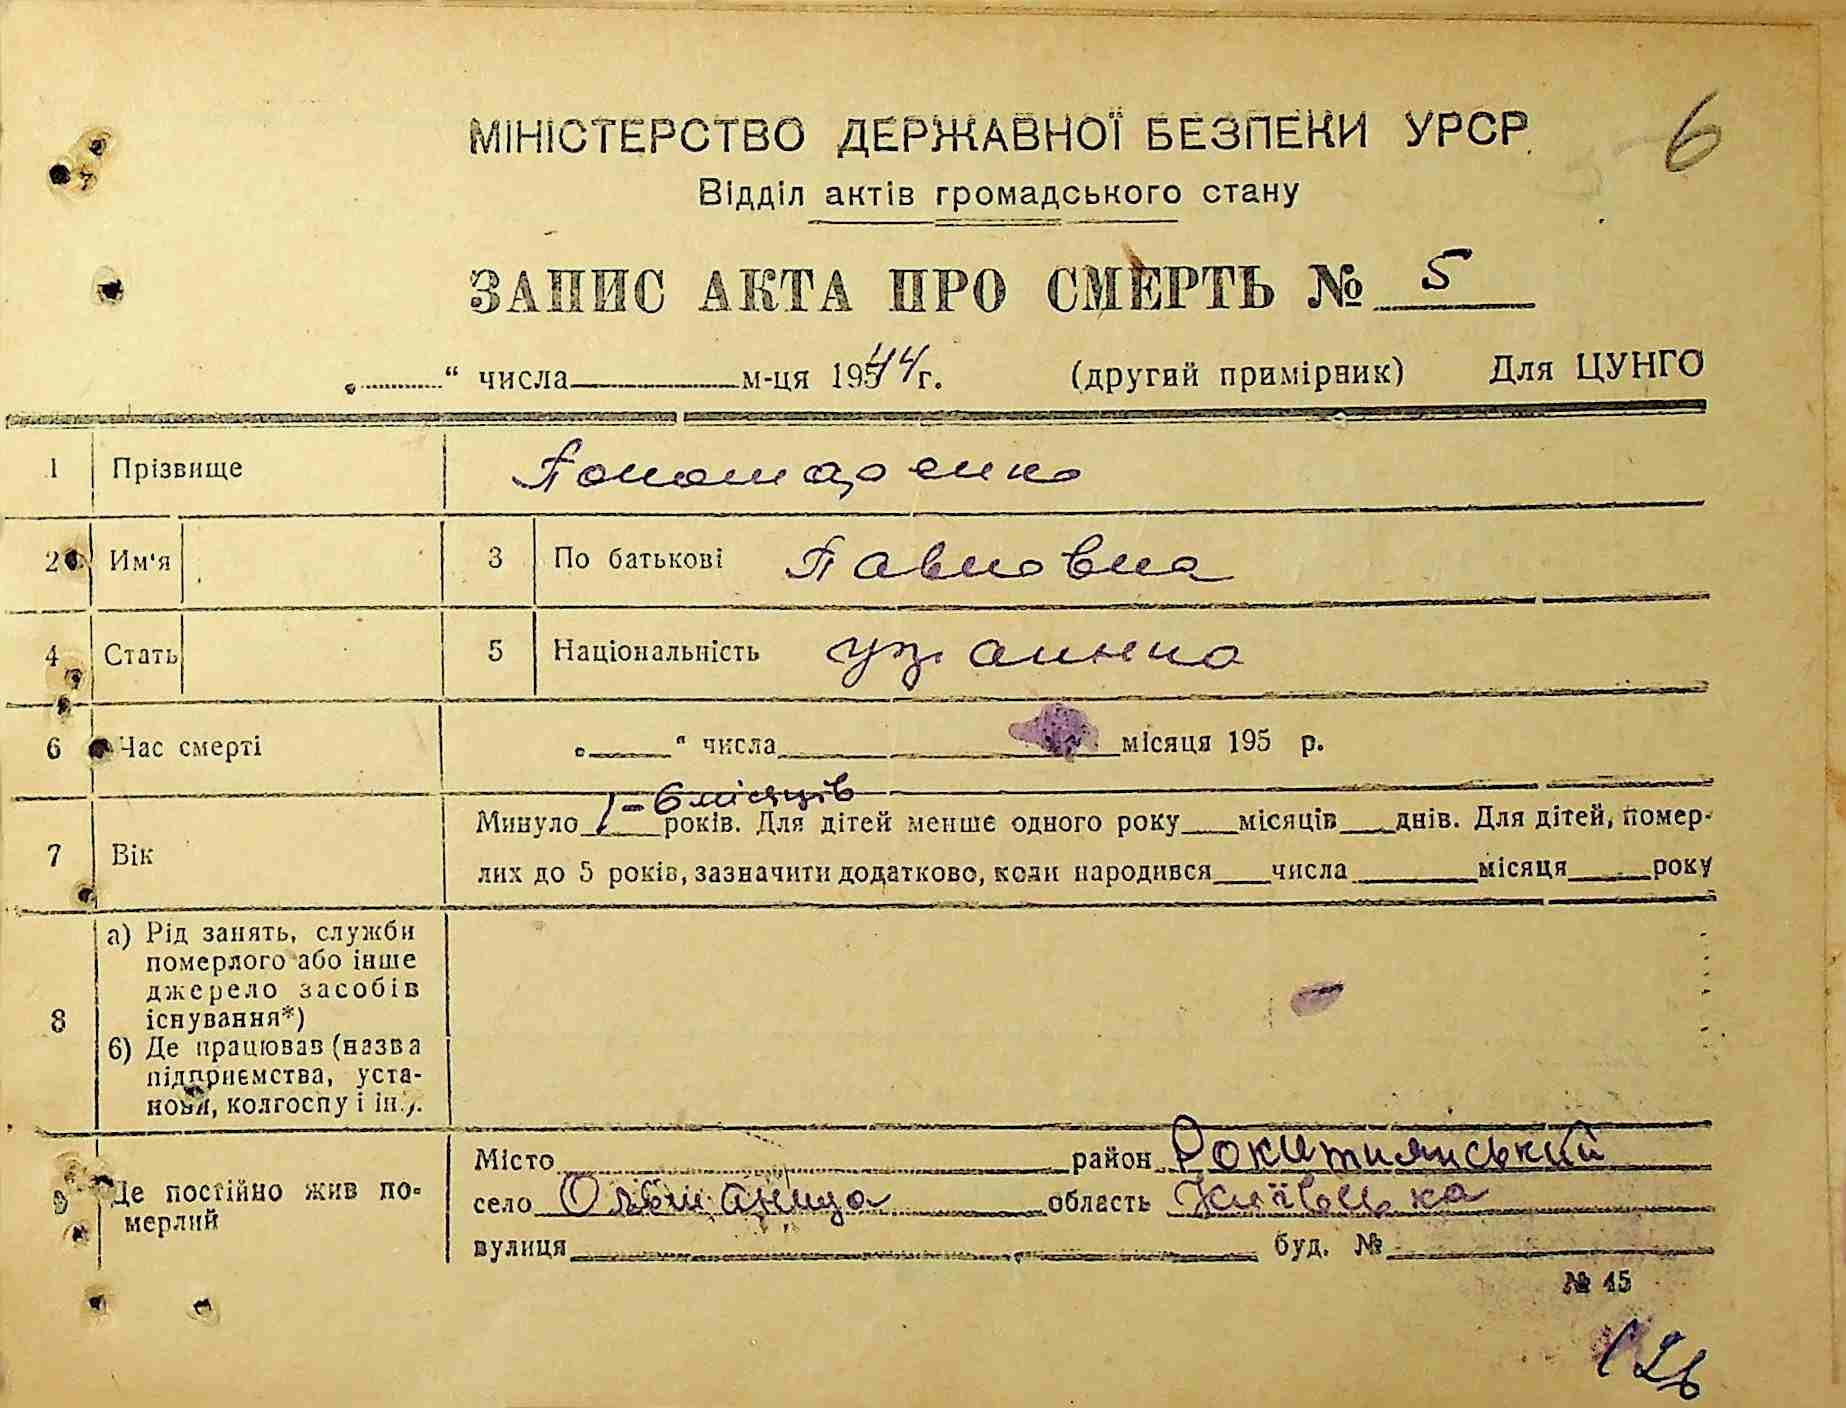 6
МІНІСТЕРСТВО ДЕРЖАВНОЇ БЕЗПЕКИ УРСР
Відділ актів громадського стану
ЗАПИС АКТА ПРО СМЕРТЬ № 5
„ “ числа м-ця 195 44 г. (другий примірник) Для ЦУНГО
1 Прізвище Пономаренко
2 Им'я 3 По батькові Павловна
4 Стать 5 Національність українка
6 Час смерті „ “ числа місяця 195 р.
7 Вік Минуло 1-6 місяців років. Для дітей менше одного року місяців днів. Для дітей, помер-
лих до 5 років, зазначити додатково, коли народився числа місяця року
8 а) Рід занять, служби
померлого або інше
джерело засобів
існування*)
б) Де працював (назва
підприємства, уста-
нови, колгоспу і ін.).
9 Де постійно жив по-
мерлий
Місто район Рокитнянський
село Ольшаниця область Київська
вулиця буд. №
№ 45